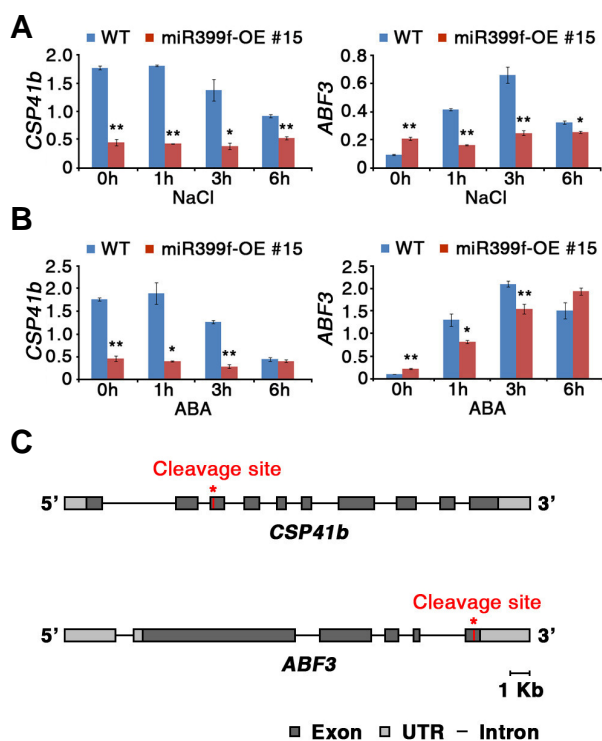 A
WT miR399f-OE #15 WT miR399f-OE #15
CSP41b
2.0
1.5
1.0
0.5
0
** ** * **
0h 1h 3h 6h
NaCl
ABF3
0.8
0.6
0.4
0.2
0
** ** ** *
0h 1h 3h 6h
NaCl
B
WT miR399f-OE #15 WT miR399f-OE #15
CSP41b
2.5
2.0
1.5
1.0
0.5
0
** * **
0h 1h 3h 6h
ABA
ABF3
2.5
2.0
1.5
1.0
0.5
0
** * **
0h 1h 3h 6h
ABA
C
Cleavage site
*
5’ 3’
CSP41b
Cleavage site
*
5’ 3’
ABF3
1 Kb
Exon UTR – Intron